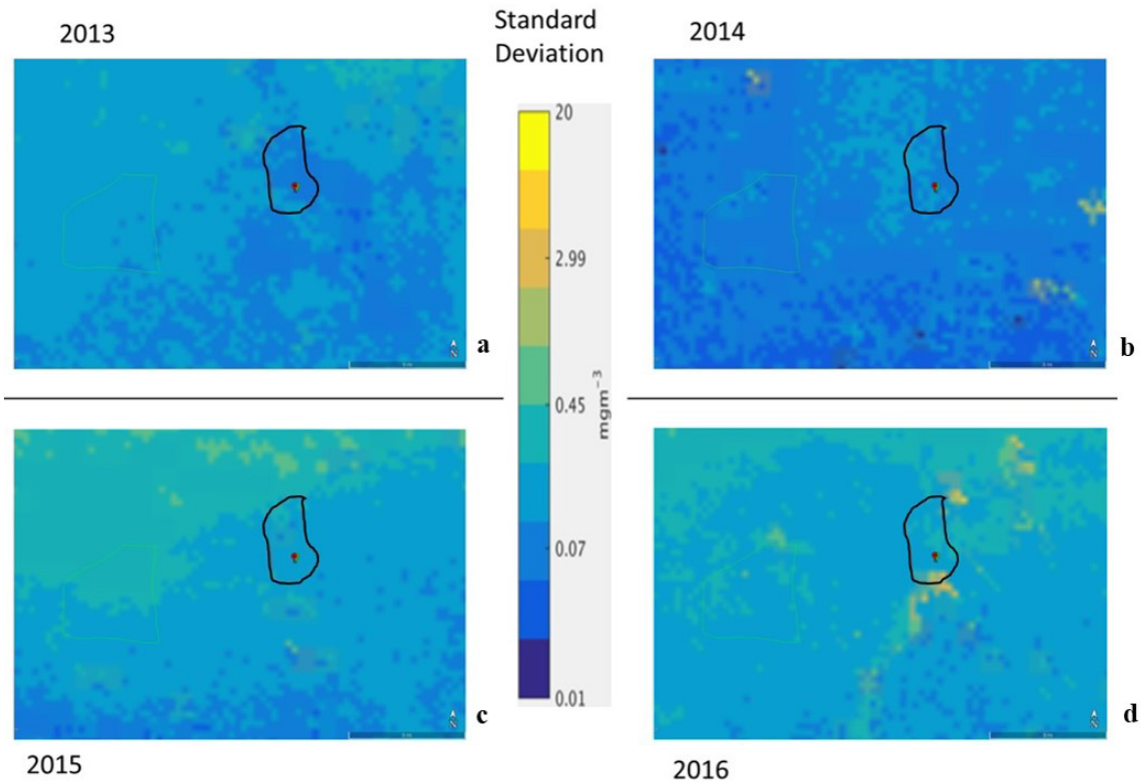 2013
Standard
Deviation
2014
20
2.99
0.45
mgm⁻³
0.07
0.01
N
a
N
b
N
c
N
d
2015
2016